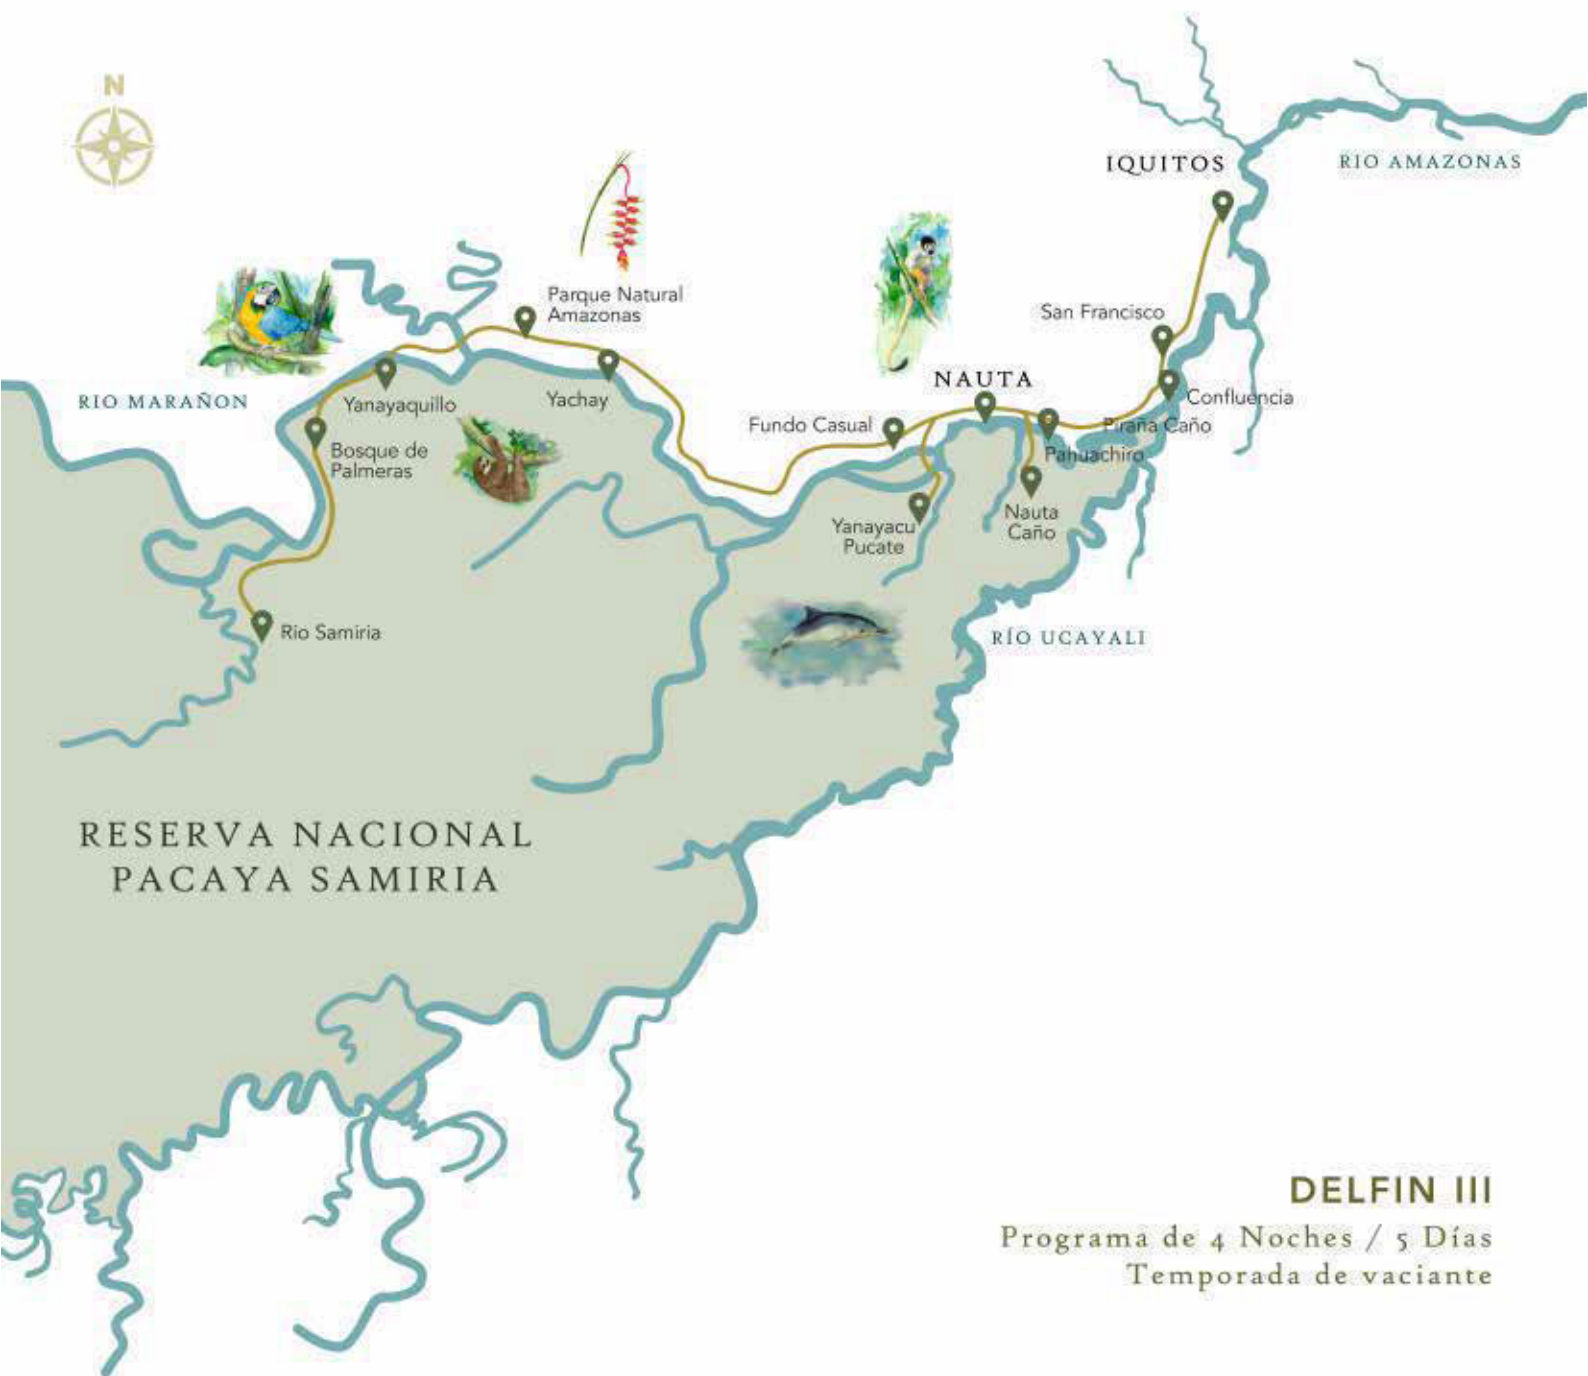 N
IQUITOS
RIO AMAZONAS
Parque Natural
Amazonas
San Francisco
RIO MARAÑON
Yanayaquillo
Yachay
NAUTA
Confluencia
Fundo Casual
Piraña Caño
Bosque de
Palmeras
Pahuachiro
Yanayacu
Pucate
Nauta
Caño
Rio Samiria
RÍO UCAYALI
RESERVA NACIONAL
PACAYA SAMIRIA
DELFIN III
Programa de 4 Noches / 5 Días
Temporada de vaciante